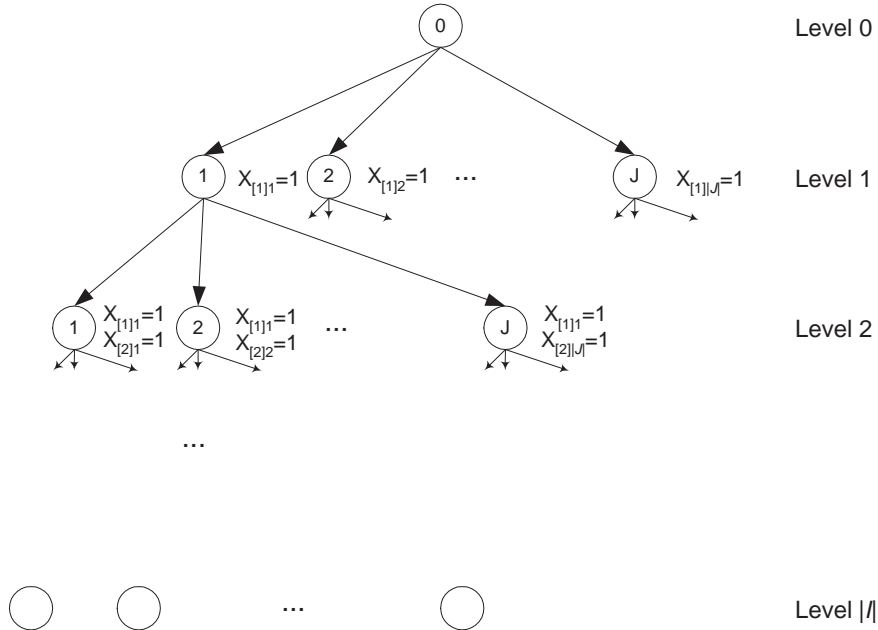 0 Level 0
1 X[1]1=1 2 X[1]2=1 ... J X[1]|J|=1 Level 1
1 X[1]1=1 X[2]1=1 2 X[1]1=1 X[2]2=1 ... J X[1]1=1 X[2]|J|=1 Level 2
...
... Level |I|